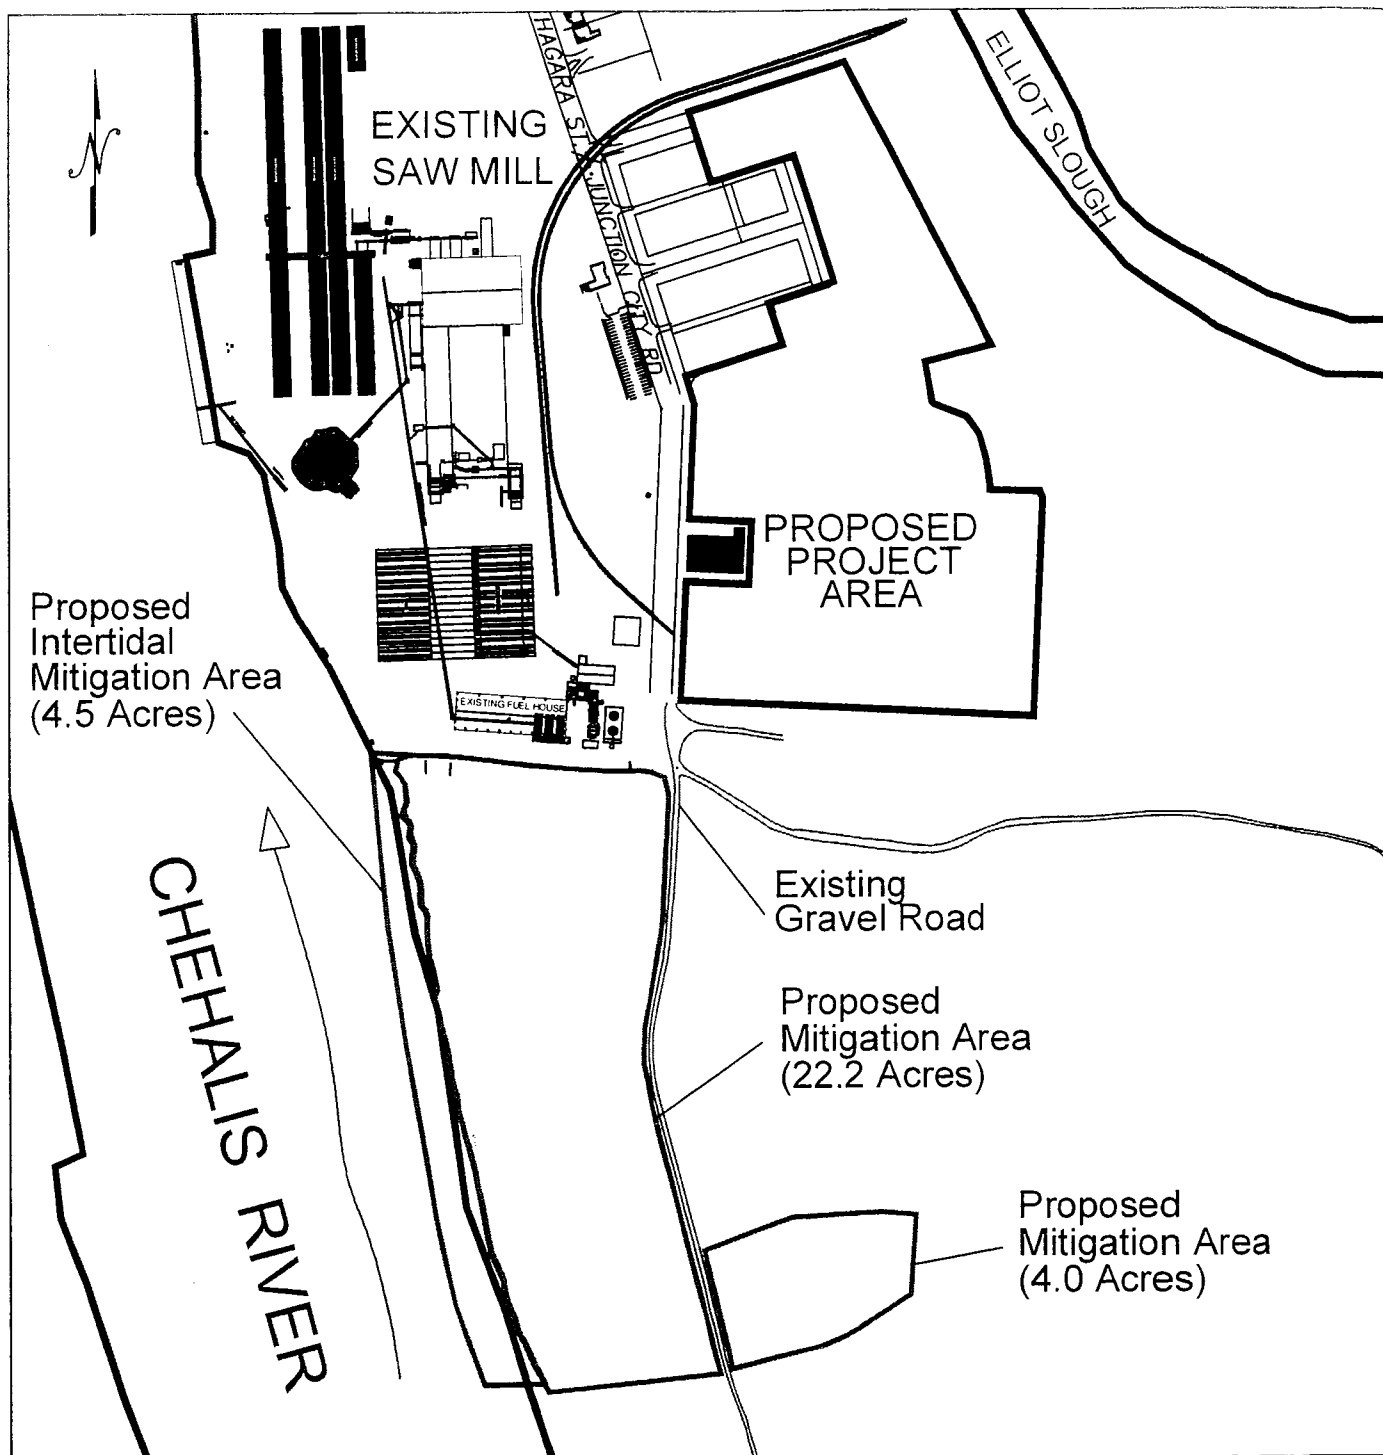 N
HAGARA ST.
JUNCTION CITY RD
ELLIOT SLOUGH
EXISTING
SAW MILL
PROPOSED
PROJECT
AREA
Proposed
Intertidal
Mitigation Area
(4.5 Acres)
EXISTING FUEL HOUSE
CHEHALIS RIVER
Existing
Gravel Road
Proposed
Mitigation Area
(22.2 Acres)
Proposed
Mitigation Area
(4.0 Acres)